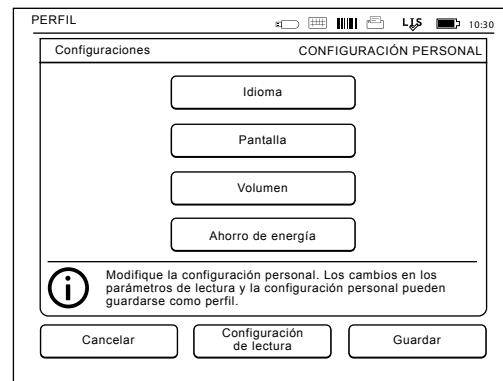 PERFIL
LIS 10:30
Configuraciones CONFIGURACIÓN PERSONAL
Idioma
Pantalla
Volumen
Ahorro de energía
Modifique la configuración personal. Los cambios en los
parámetros de lectura y la configuración personal pueden
guardarse como perfil.
Cancelar
Configuración
de lectura
Guardar